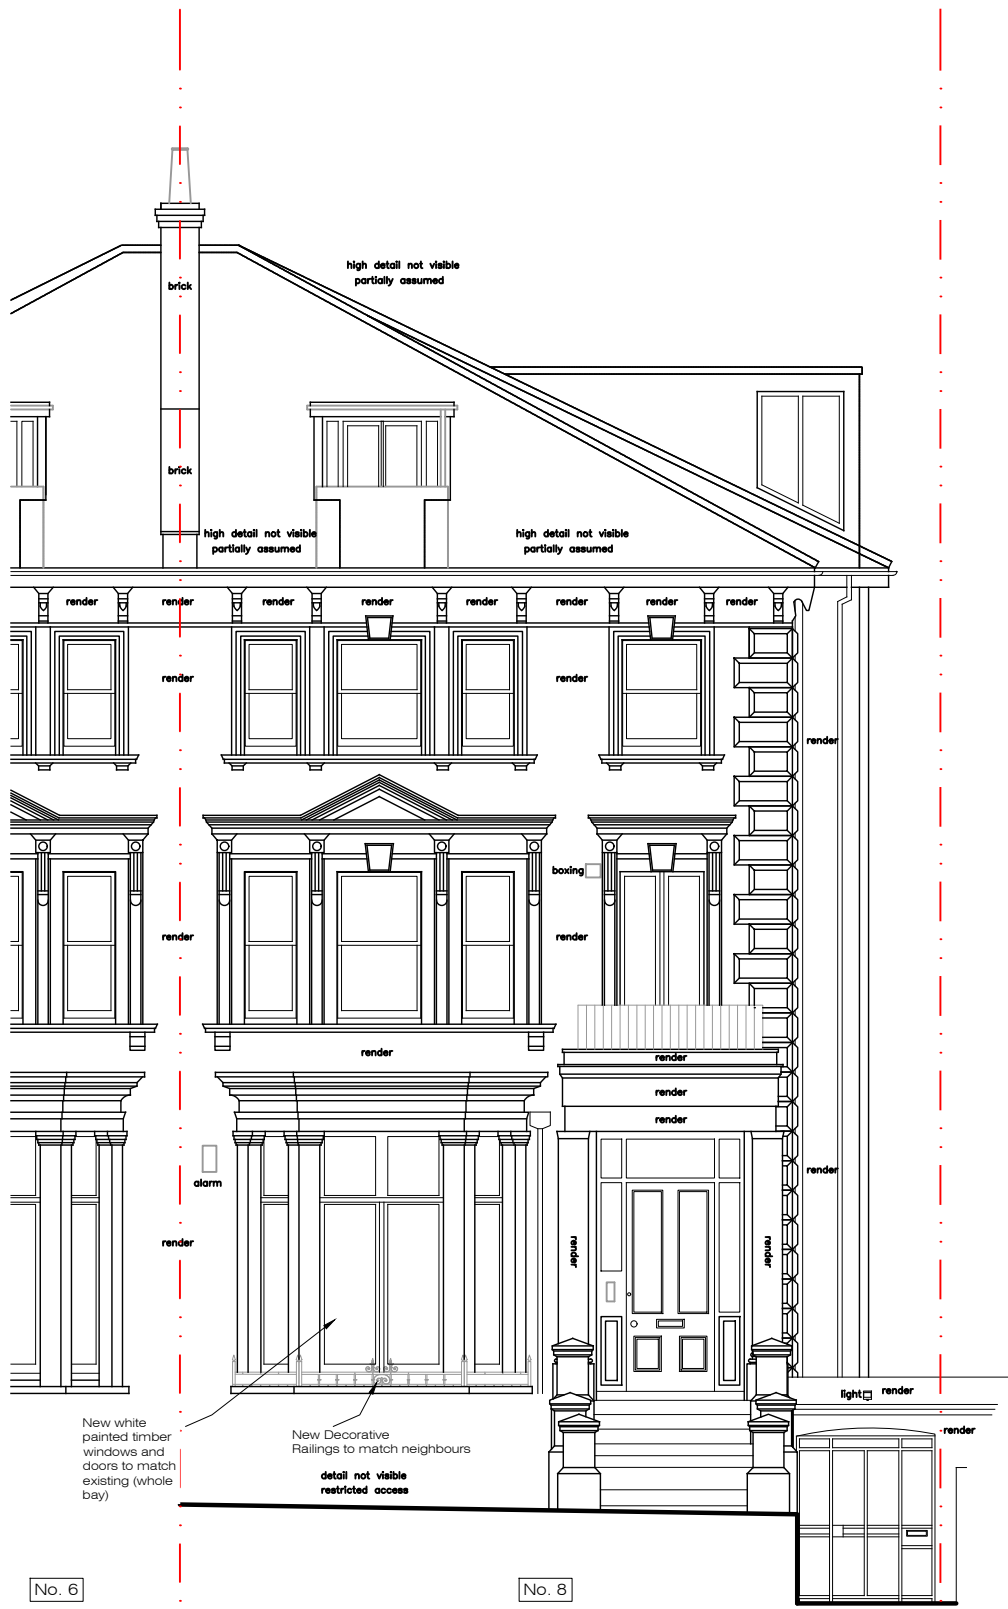 high detail not visible
partially assumed
brick
brick
high detail not visible
partially assumed
high detail not visible
partially assumed
render
render
render
render
render
render
render
render
render
render
render
boxing
render
render
render
render
render
render
render
alarm
render
render
render
light
render
render
New white
painted timber
windows and
doors to match
existing (whole
bay)
New Decorative
Railings to match neighbours
detail not visible
restricted access
No. 6
No. 8